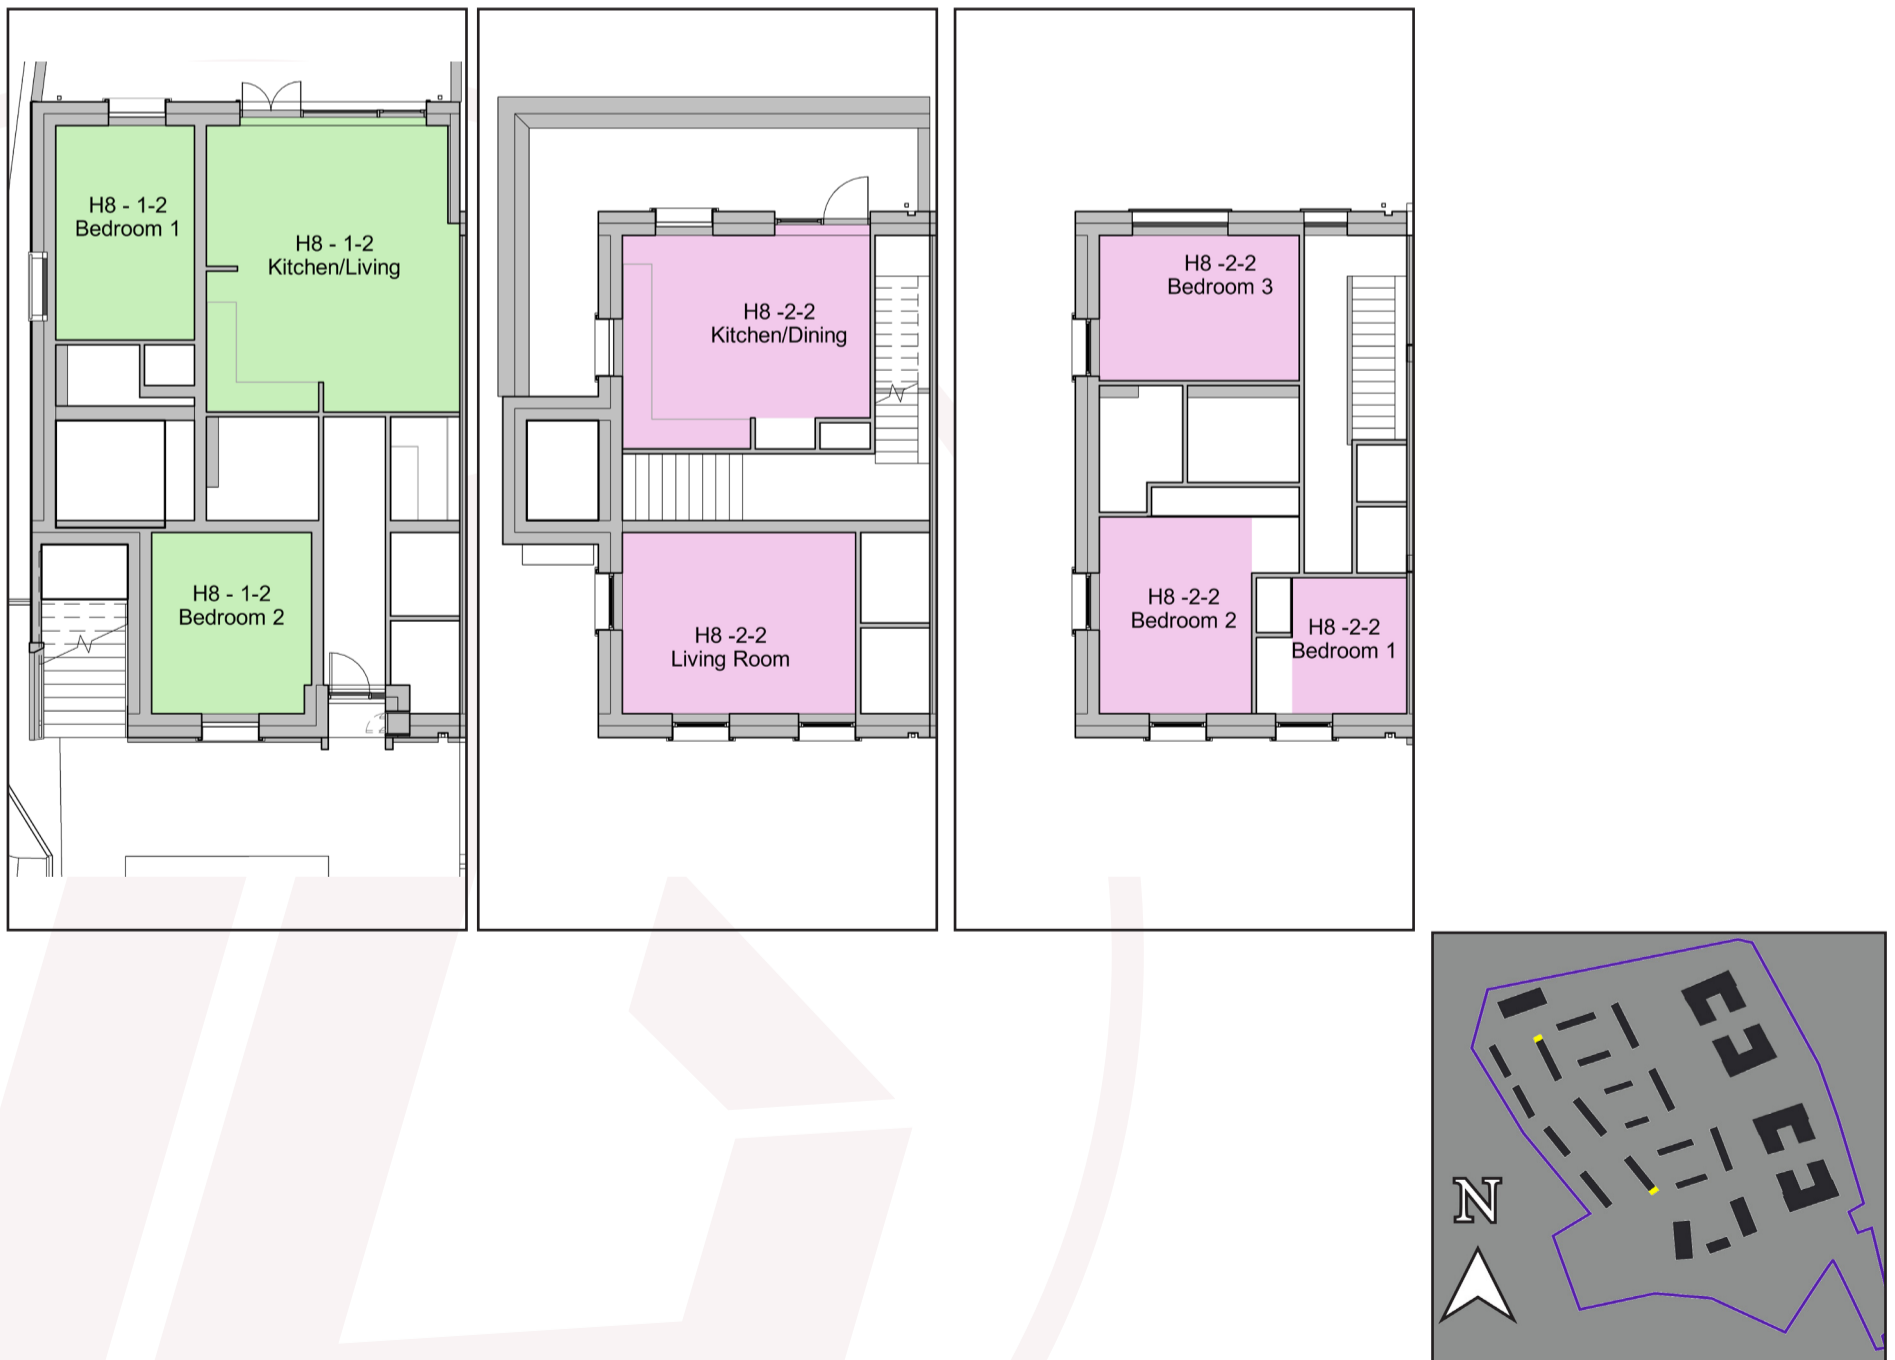 H8 - 1-2
Bedroom 1
H8 - 1-2
Kitchen/Living
H8 - 1-2
Bedroom 2
H8 -2-2
Kitchen/Dining
H8 -2-2
Living Room
H8 -2-2
Bedroom 3
H8 -2-2
Bedroom 2
H8 -2-2
Bedroom 1
N